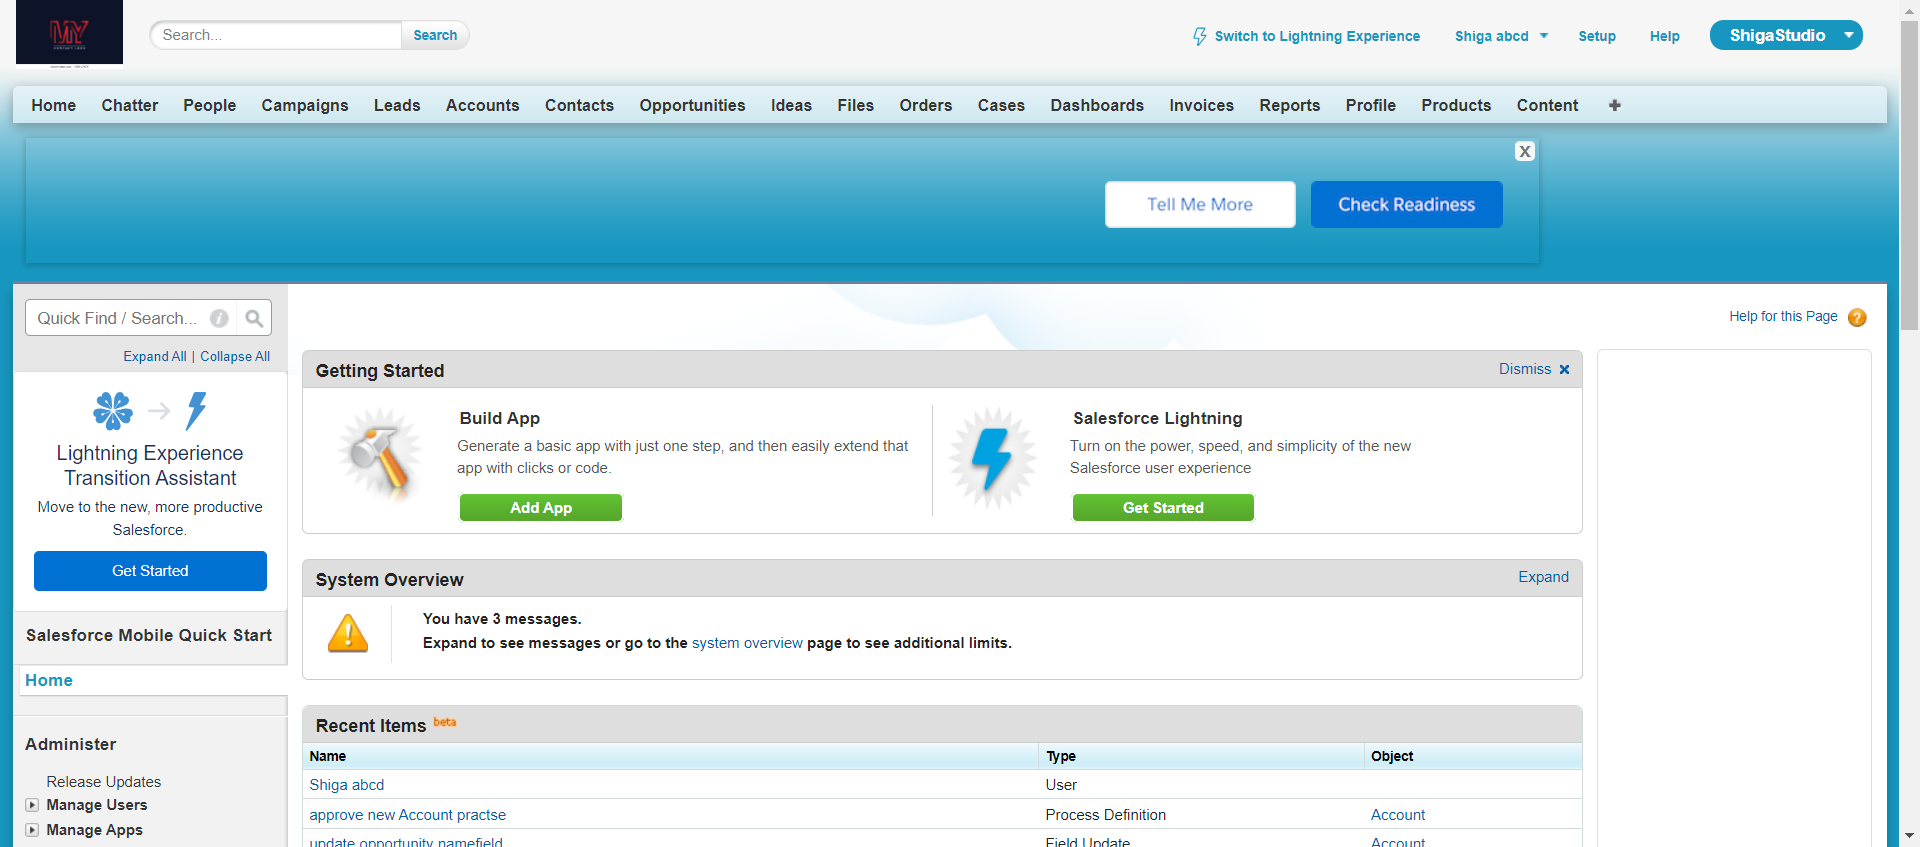 MY
Search...
Search
Switch to Lightning Experience
Shiga abcd
Setup
Help
ShigaStudio
Home Chatter People Campaigns Leads Accounts Contacts Opportunities Ideas Files Orders Cases Dashboards Invoices Reports Profile Products Content +
X
Tell Me More
Check Readiness
Quick Find / Search...
Expand All | Collapse All
Lightning Experience
Transition Assistant
Move to the new, more productive
Salesforce.
Get Started
Salesforce Mobile Quick Start
Home
Administer
Release Updates
Manage Users
Manage Apps
Help for this Page ?
Getting Started
Dismiss
Build App
Generate a basic app with just one step, and then easily extend that
app with clicks or code.
Add App
Salesforce Lightning
Turn on the power, speed, and simplicity of the new
Salesforce user experience
Get Started
System Overview
Expand
You have 3 messages.
Expand to see messages or go to the system overview page to see additional limits.
Recent Items beta
Name Type Object
Shiga abcd User
approve new Account practse Process Definition Account
update opportunity namefield Field Update Account